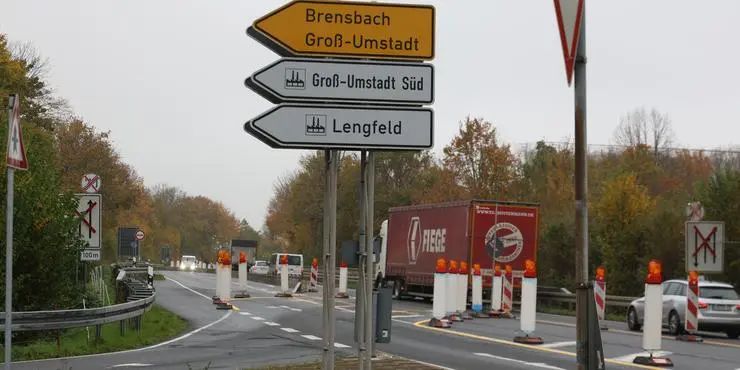 Brensbach
Groß-Umstadt
Groß-Umstadt Süd
Lengfeld
FIEGE
100m